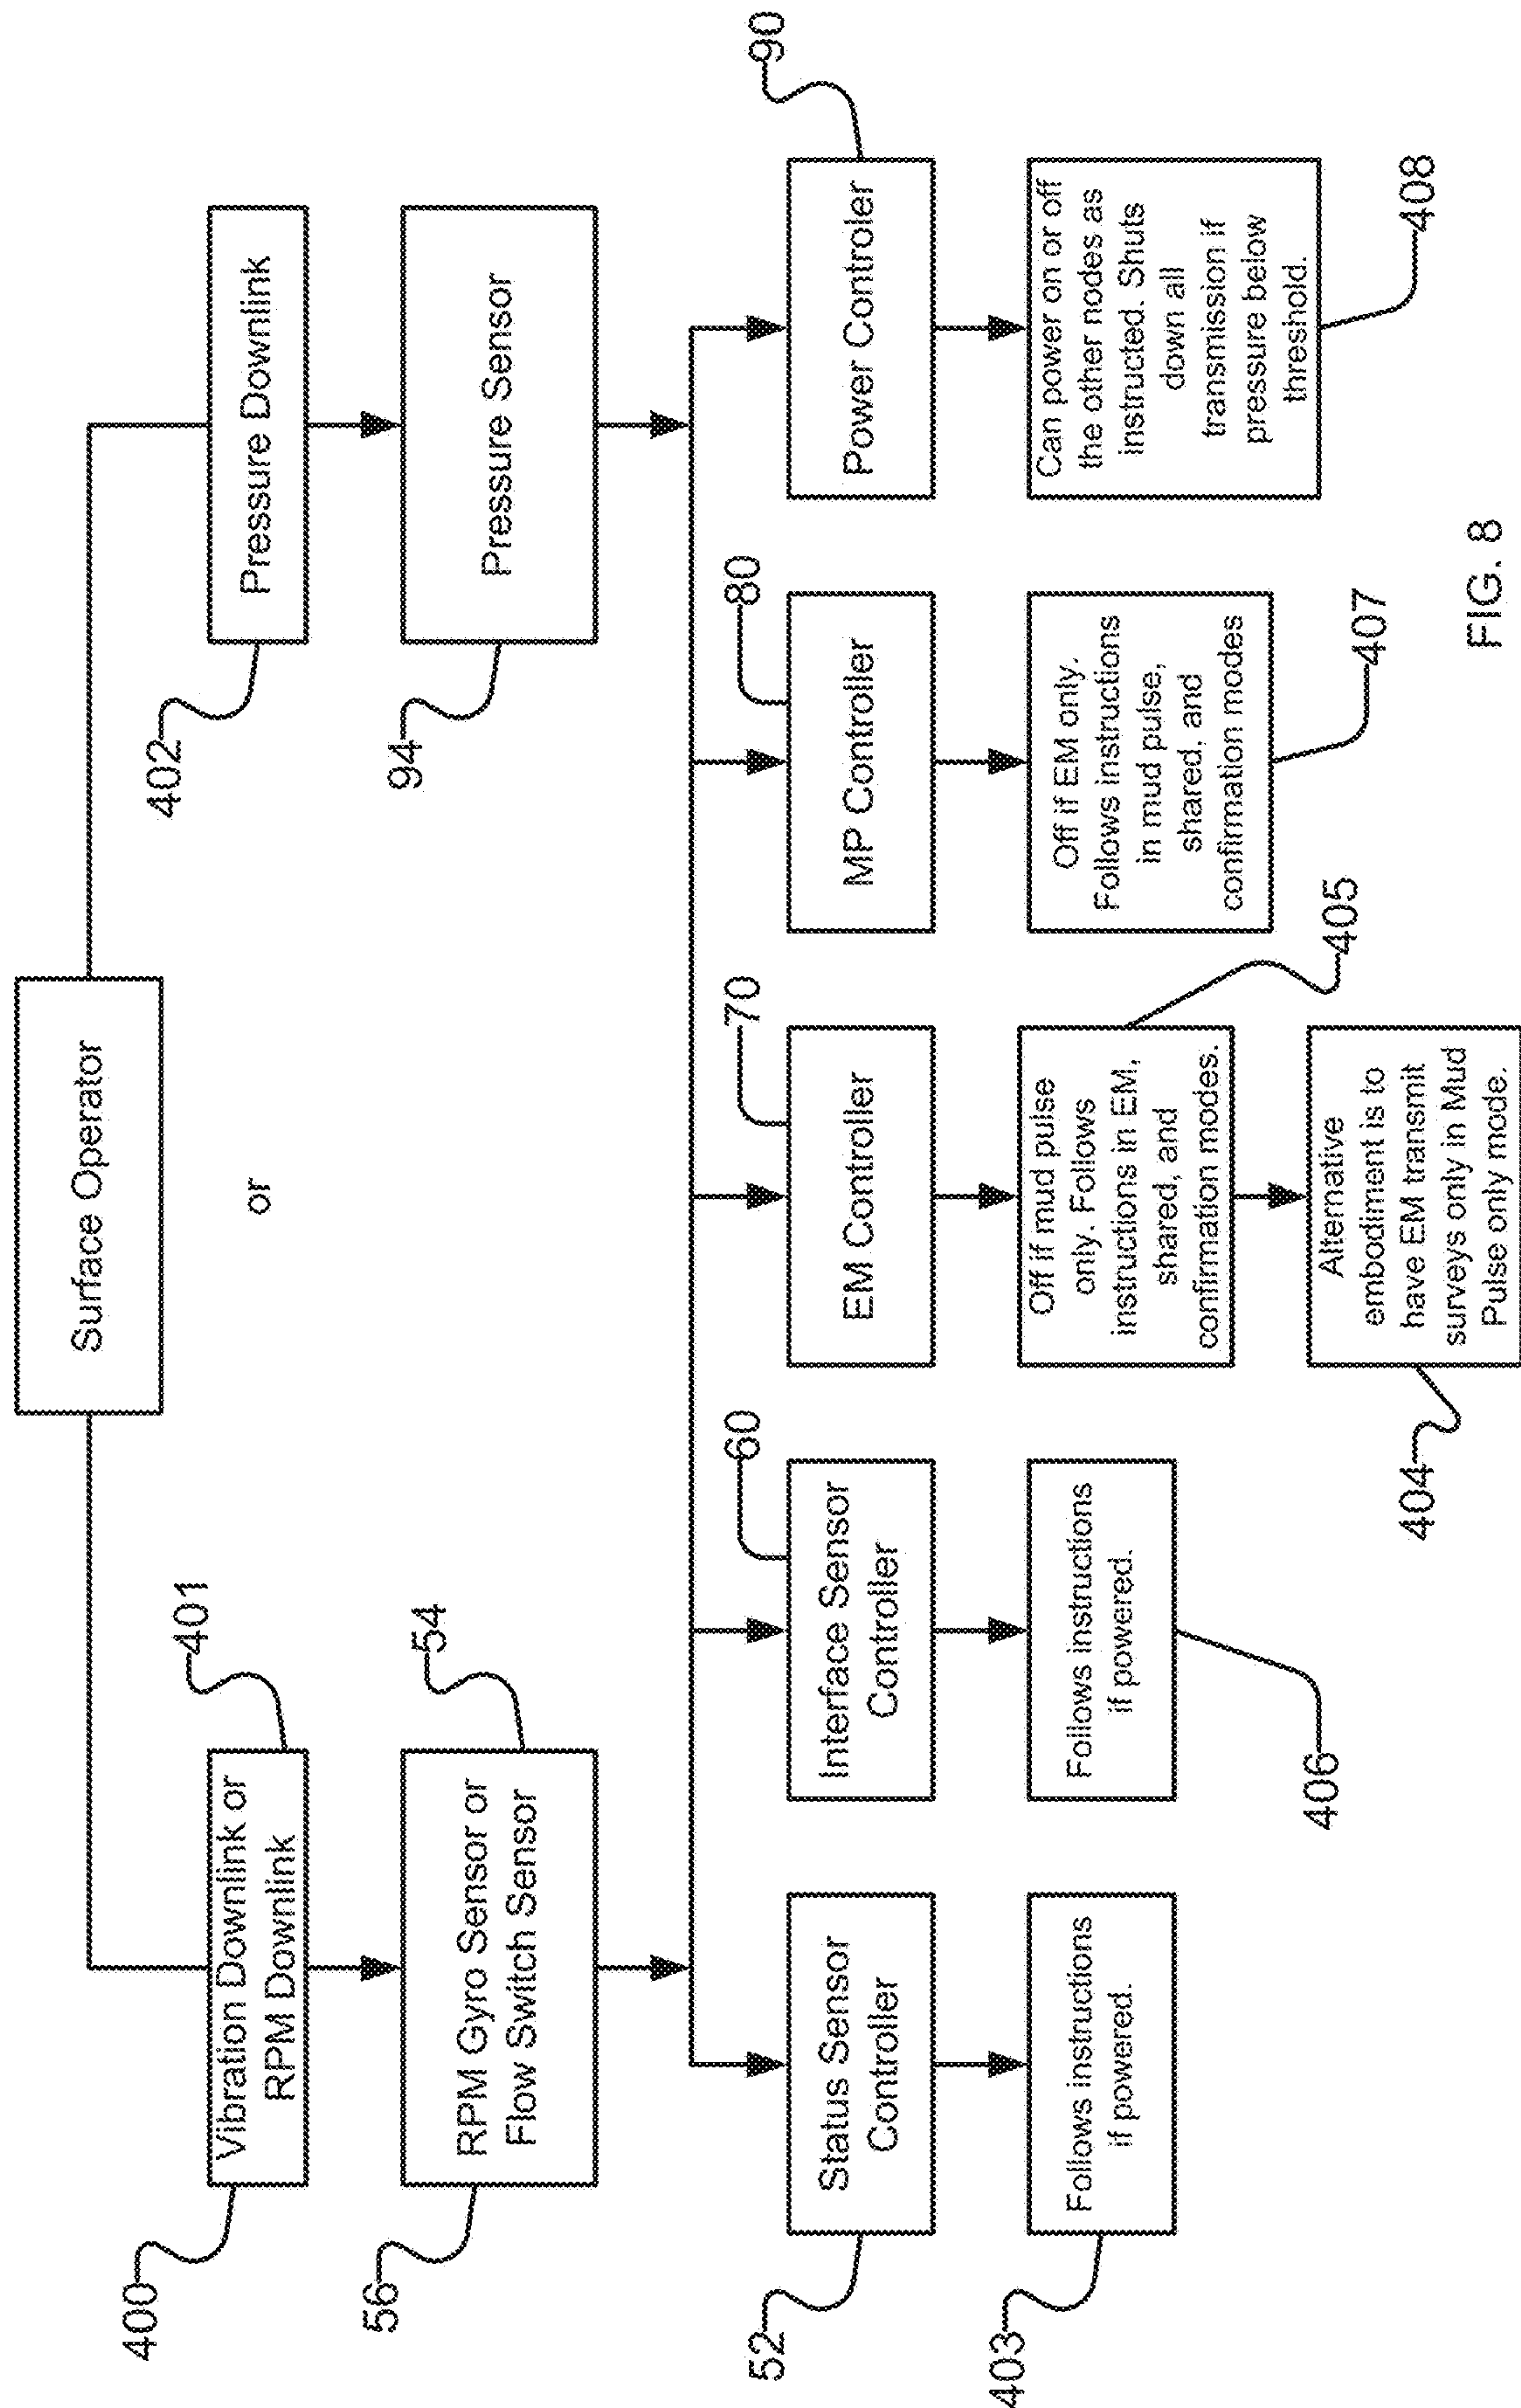 Surface Operator
or
400
Vibration Downlink or
RPM Downlink
401
402
Pressure Downlink
56
RPM Gyro Sensor or
Flow Switch Sensor
54
94
Pressure Sensor
52
Status Sensor
Controller
60
Interface Sensor
Controller
70
EM Controller
80
MP Controller
90
Power Controler
403
Follows instructions
if powered.
406
Follows instructions
if powered.
Off if mud pulse
only. Follows
instructions in EM,
shared, and
confirmation modes.
405
Off if EM only.
Follows instructions
in mud pulse,
shared, and
confirmation modes
407
Can power on or off
the other nodes as
instructed. Shuts
down all
transmission if
pressure below
threshold.
408
404
Alternative
embodiment is to
have EM transmit
surveys only in Mud
Pulse only mode.
FIG. 8